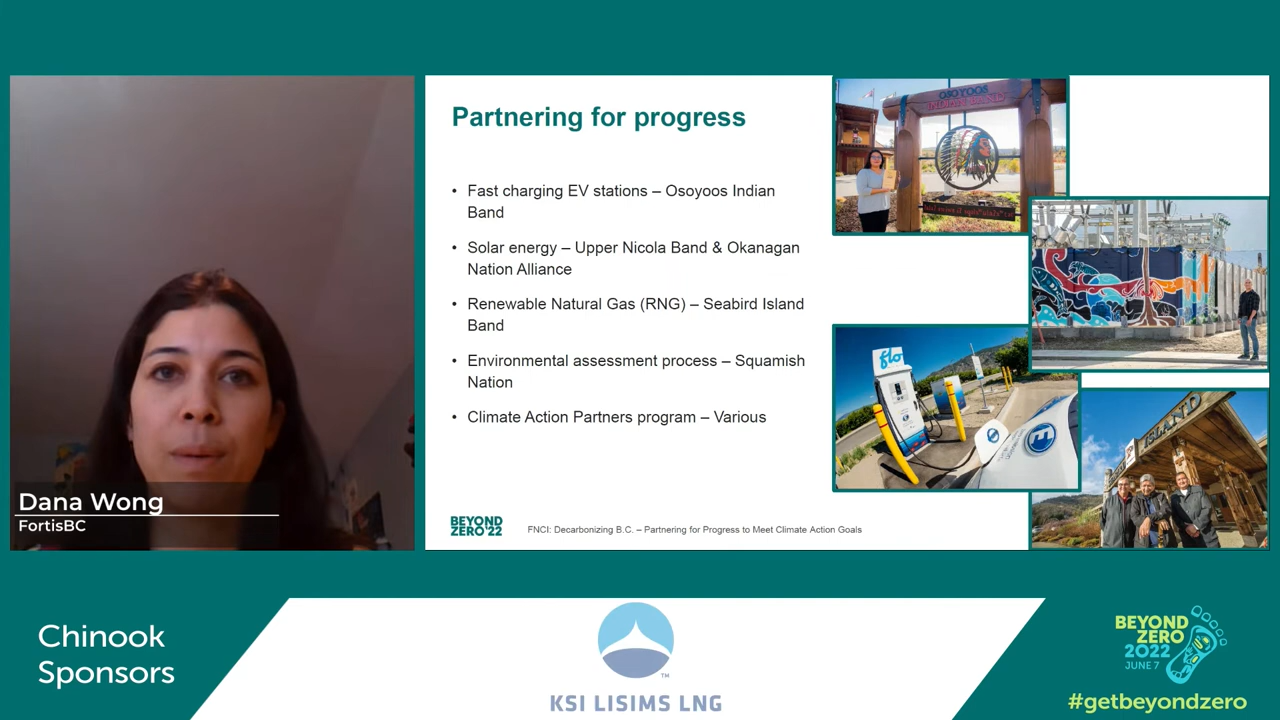 Dana Wong
FortisBC
Partnering for progress
• Fast charging EV stations – Osoyoos Indian
Band
• Solar energy – Upper Nicola Band & Okanagan
Nation Alliance
• Renewable Natural Gas (RNG) – Seabird Island
Band
• Environmental assessment process – Squamish
Nation
• Climate Action Partners program – Various
OSOYOOS
INDIAN BAND
flo
ISLAND
BEYOND
ZERO'22
FNCI: Decarbonizing B.C. – Partnering for Progress to Meet Climate Action Goals
Chinook
Sponsors
TM
KSI LISIMS LNG
BEYOND
ZERO
2022
JUNE 7
#getbeyondzero